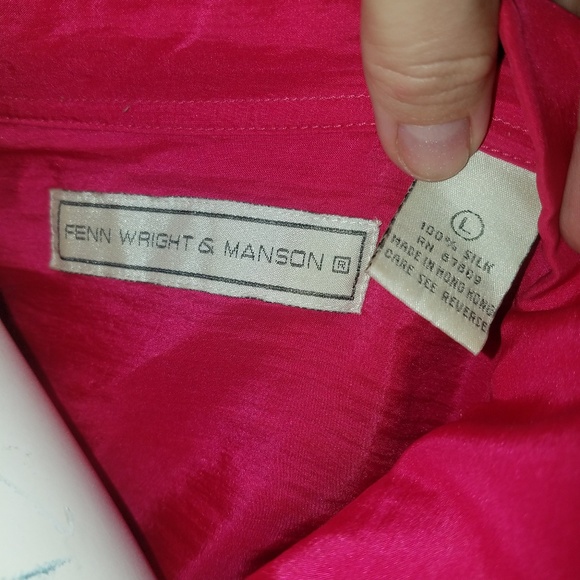 FENN WRIGHT & MANSON ®
L
100% SILK
RN 67809
MADE IN HONG KONG
CARE SEE REVERSE